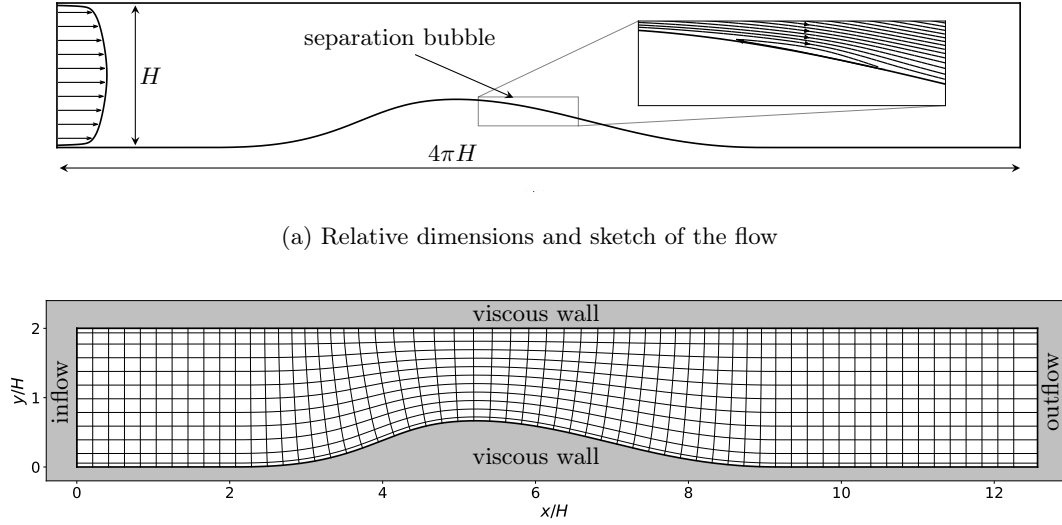 separation bubble
H
4πH
(a) Relative dimensions and sketch of the flow
viscous wall
2
1
0
y/H
inflow
outflow
viscous wall
0 2 4 6 8 10 12
x/H